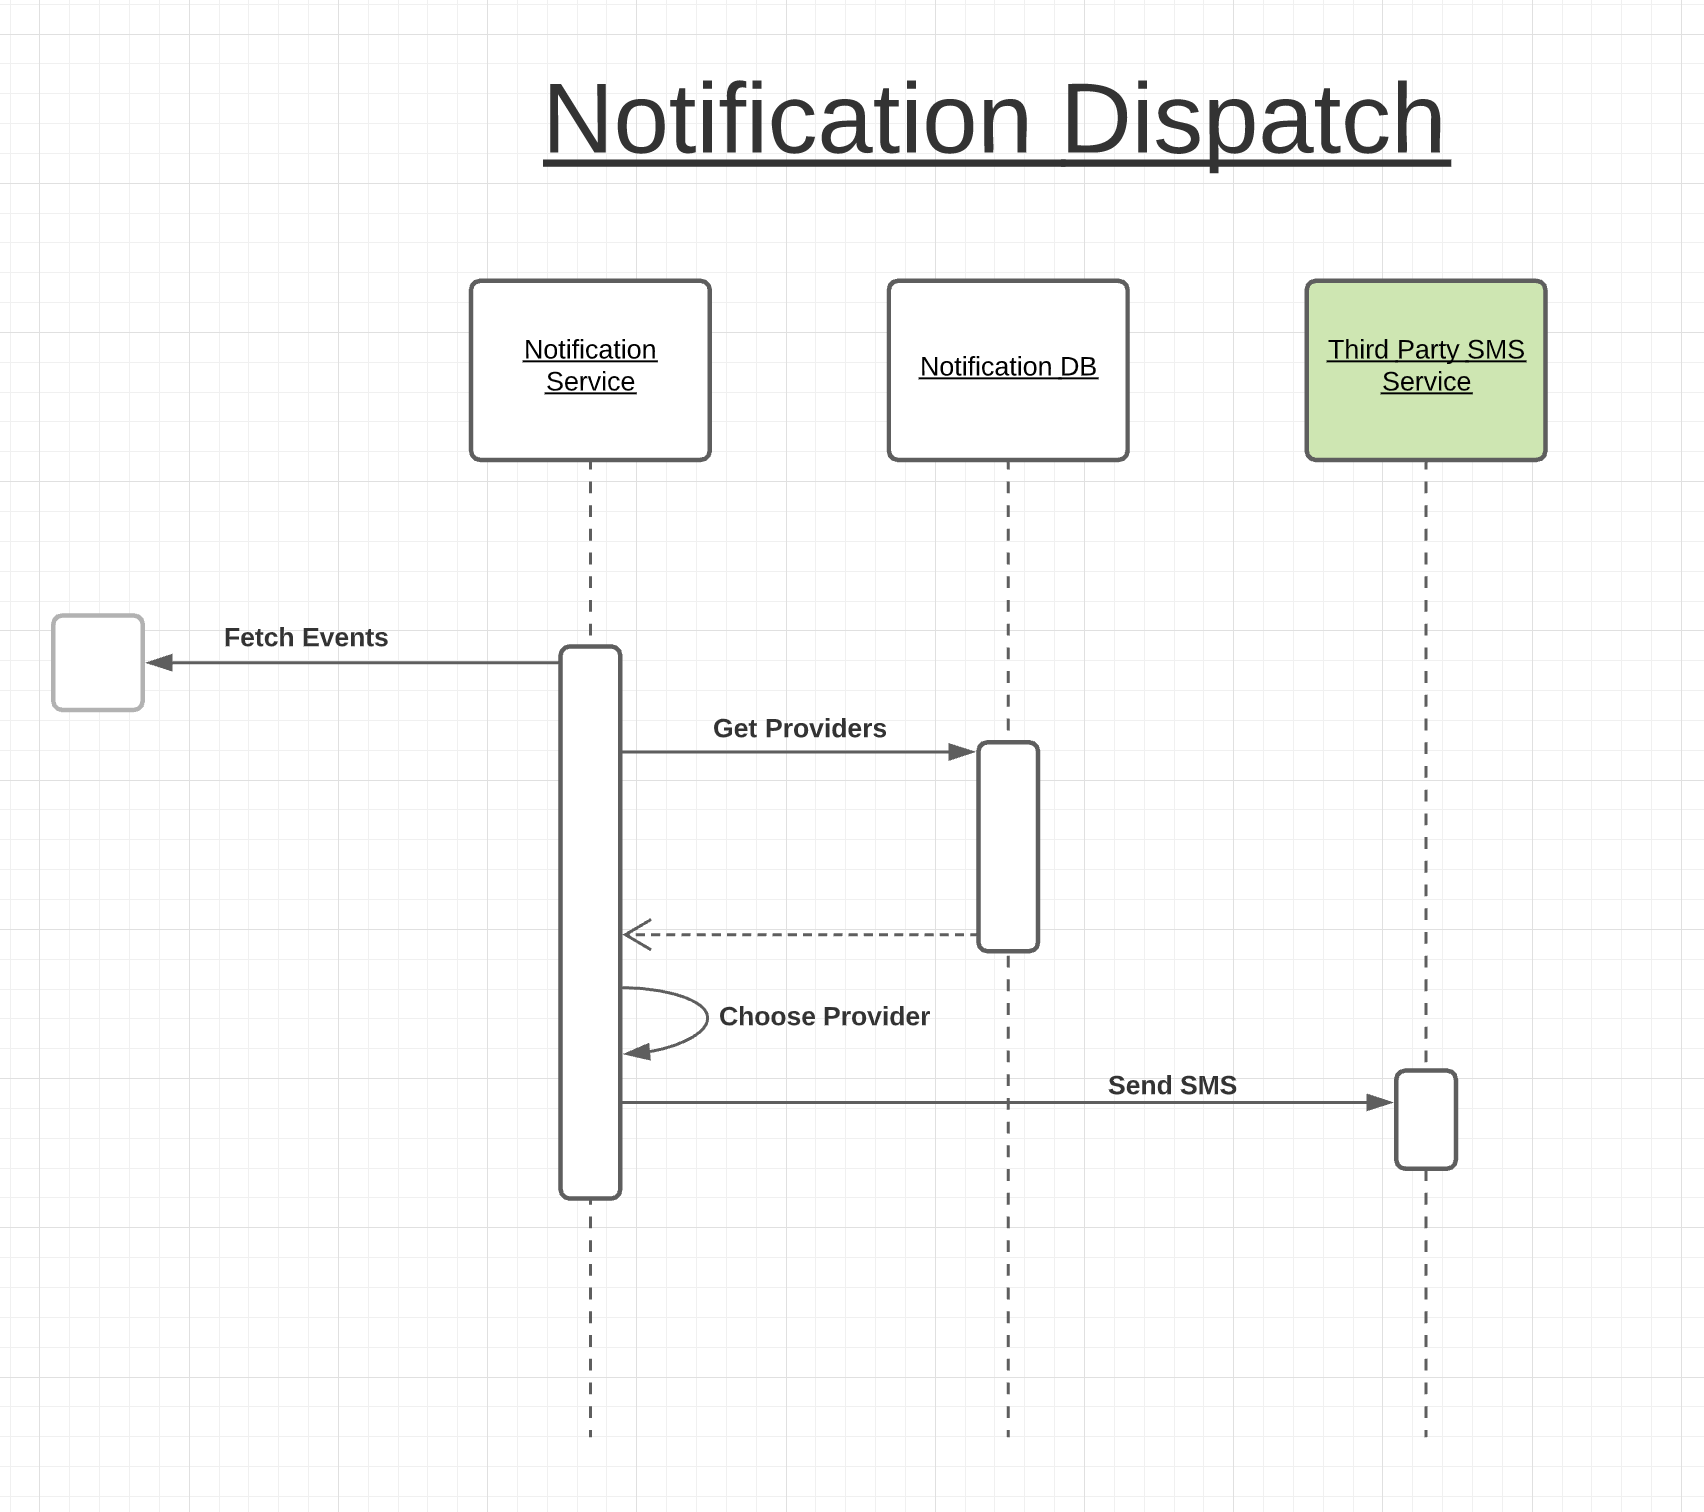 Notification Dispatch
Notification
Service
Notification DB
Third Party SMS
Service
Fetch Events
Get Providers
Choose Provider
Send SMS